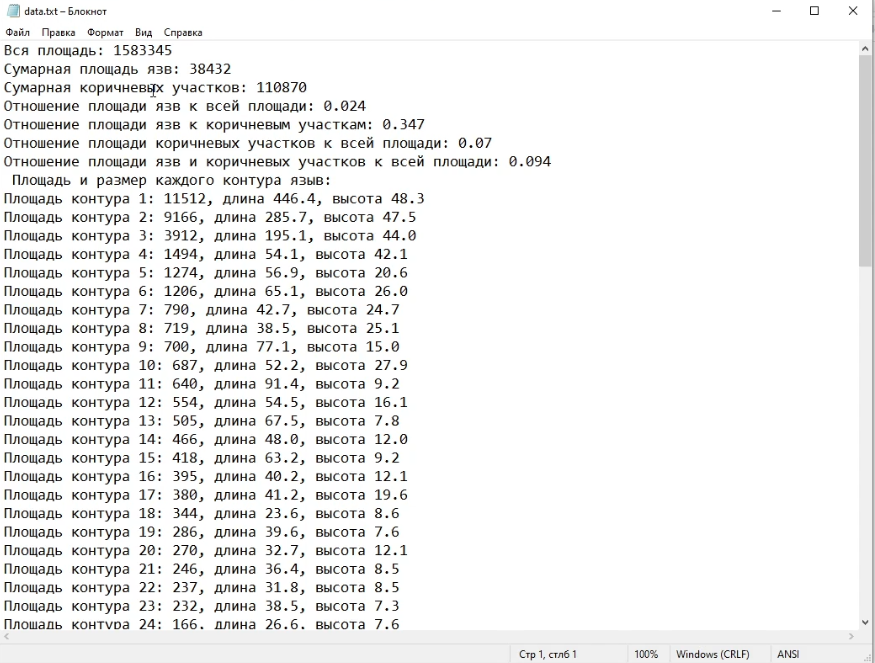 data.txt – Блокнот
Файл Правка Формат Вид Справка
Вся площадь: 1583345
Сумарная площадь язв: 38432
Сумарная коричневых участков: 110870
Отношение площади язв к всей площади: 0.024
Отношение площади язв к коричневым участкам: 0.347
Отношение площади коричневых участков к всей площади: 0.07
Отношение площади язв и коричневых участков к всей площади: 0.094
Площадь и размер каждого контура языв:
Площадь контура 1: 11512, длина 446.4, высота 48.3
Площадь контура 2: 9166, длина 285.7, высота 47.5
Площадь контура 3: 3912, длина 195.1, высота 44.0
Площадь контура 4: 1494, длина 54.1, высота 42.1
Площадь контура 5: 1274, длина 56.9, высота 20.6
Площадь контура 6: 1206, длина 65.1, высота 26.0
Площадь контура 7: 790, длина 42.7, высота 24.7
Площадь контура 8: 719, длина 38.5, высота 25.1
Площадь контура 9: 700, длина 77.1, высота 15.0
Площадь контура 10: 687, длина 52.2, высота 27.9
Площадь контура 11: 640, длина 91.4, высота 9.2
Площадь контура 12: 554, длина 54.5, высота 16.1
Площадь контура 13: 505, длина 67.5, высота 7.8
Площадь контура 14: 466, длина 48.0, высота 12.0
Площадь контура 15: 418, длина 63.2, высота 9.2
Площадь контура 16: 395, длина 40.2, высота 12.1
Площадь контура 17: 380, длина 41.2, высота 19.6
Площадь контура 18: 344, длина 23.6, высота 8.6
Площадь контура 19: 286, длина 39.6, высота 7.6
Площадь контура 20: 270, длина 32.7, высота 12.1
Площадь контура 21: 246, длина 36.4, высота 8.5
Площадь контура 22: 237, длина 31.8, высота 8.5
Площадь контура 23: 232, длина 38.5, высота 7.3
Площадь контура 24: 166, длина 26.6, высота 7.6
Стр 1, стлб 1 100% Windows (CRLF) ANSI